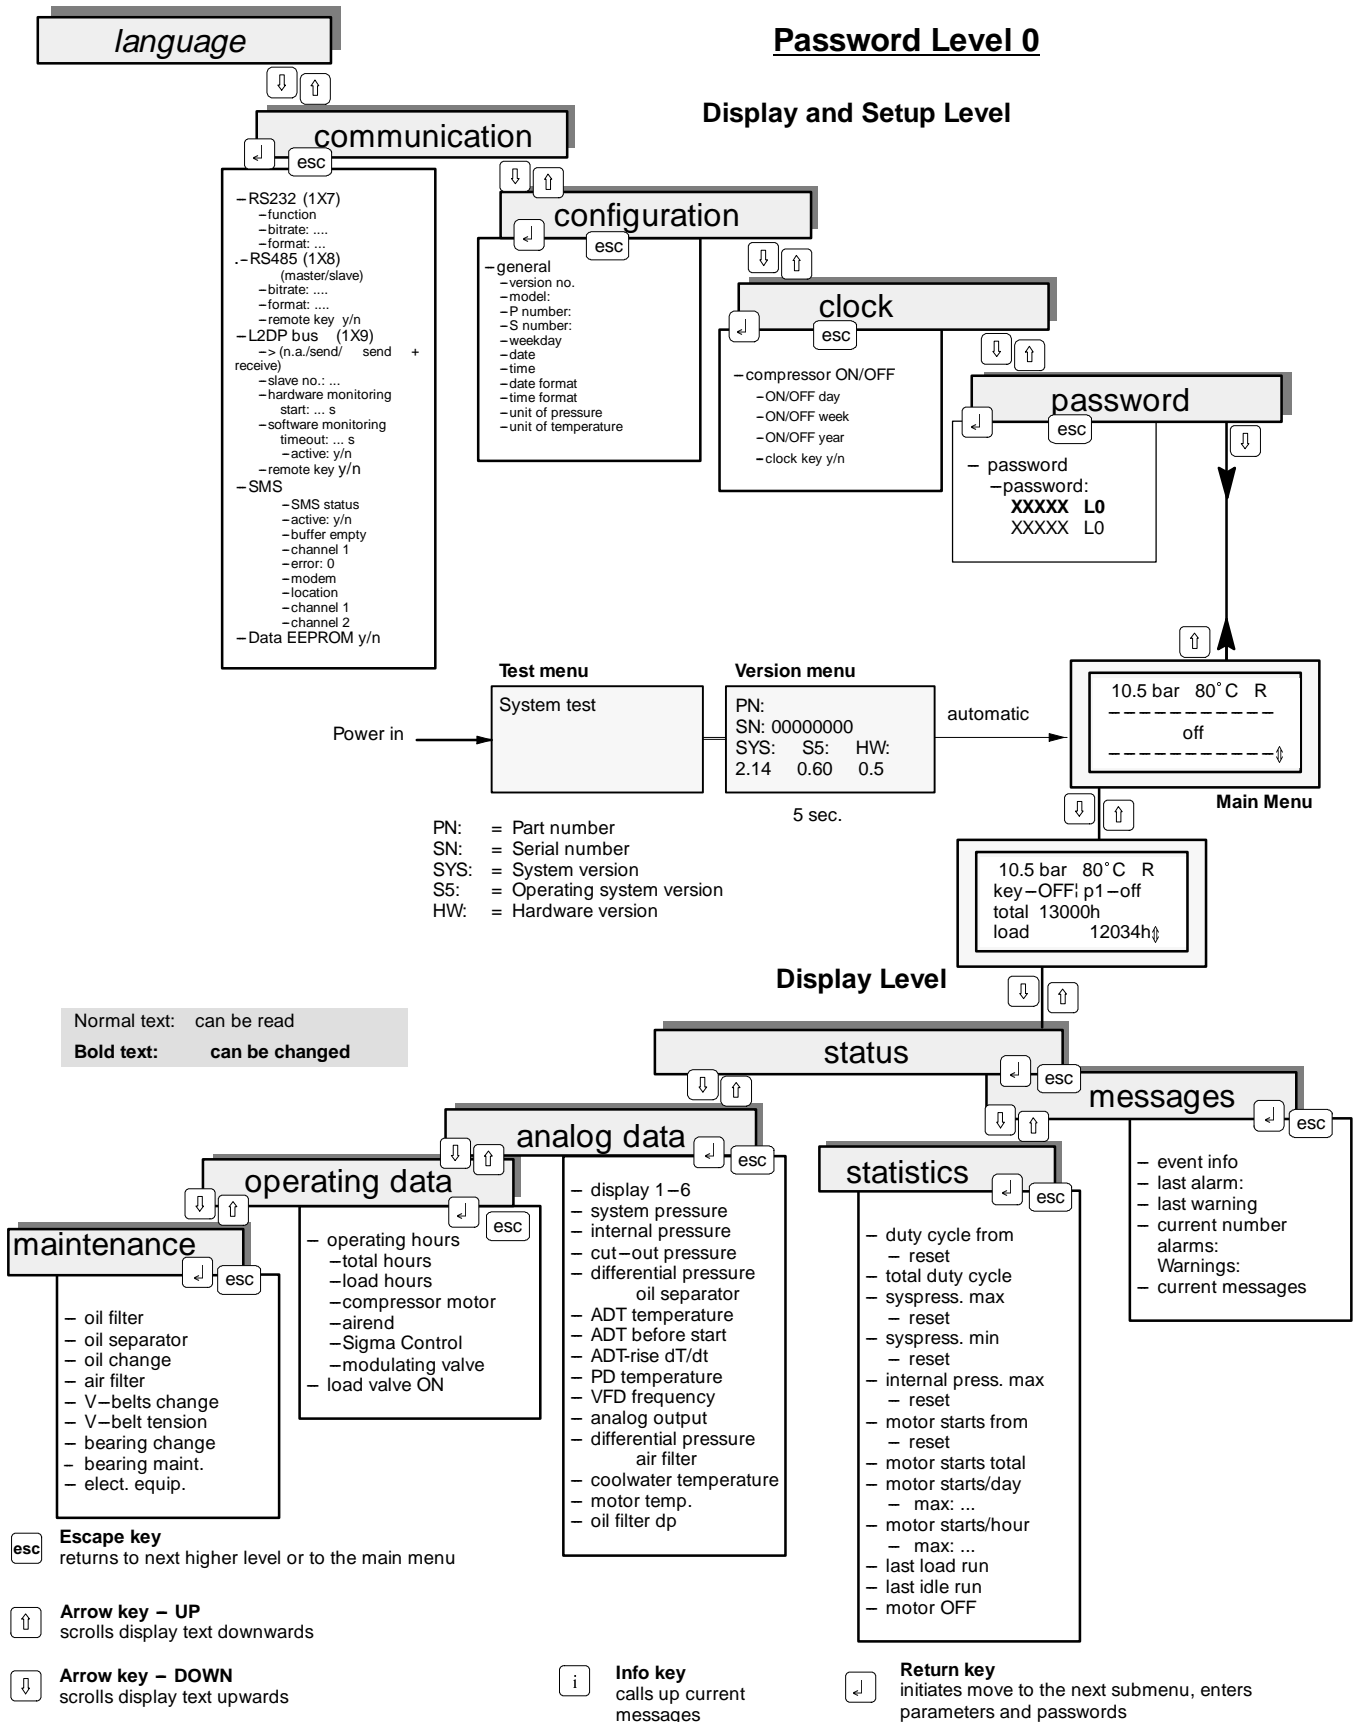 language
Password Level 0
Display and Setup Level
communication
esc
–RS232 (1X7)
–function
–bitrate: ....
–format: ...
.–RS485 (1X8)
(master/slave)
–bitrate: ....
–format: ....
–remote key y/n
–L2DP bus (1X9)
–> (n.a./send/ send +
receive)
–slave no.: ...
–hardware monitoring
start: ... s
–software monitoring
timeout: ... s
–active: y/n
–remote key y/n
–SMS
–SMS status
–active: y/n
–buffer empty
–channel 1
–error: 0
–modem
–location
–channel 1
–channel 2
–Data EEPROM y/n
configuration
esc
–general
–version no.
–model:
–P number:
–S number:
–weekday
–date
–time
–date format
–time format
–unit of pressure
–unit of temperature
clock
esc
–compressor ON/OFF
–ON/OFF day
–ON/OFF week
–ON/OFF year
–clock key y/n
password
esc
– password
–password:
XXXXX L0
XXXXX L0
Power in
Test menu
System test
Version menu
PN:
SN: 00000000
SYS: S5: HW:
2.14 0.60 0.5
5 sec.
automatic
10.5 bar 80°C R
– – – – – – – – – – –
off
– – – – – – – – – – –
Main Menu
PN: = Part number
SN: = Serial number
SYS: = System version
S5: = Operating system version
HW: = Hardware version
10.5 bar 80°C R
key–OFF¦ p1–off
total 13000h
load 12034h
Display Level
Normal text: can be read
Bold text: can be changed
status
esc
messages
esc
– event info
– last alarm:
– last warning
– current number
alarms:
Warnings:
– current messages
statistics
esc
– duty cycle from
– reset
– total duty cycle
– syspress. max
– reset
– syspress. min
– reset
– internal press. max
– reset
– motor starts from
– reset
– motor starts total
– motor starts/day
– max: ...
– motor starts/hour
– max: ...
– last load run
– last idle run
– motor OFF
analog data
esc
– display 1–6
– system pressure
– internal pressure
– cut–out pressure
– differential pressure
oil separator
– ADT temperature
– ADT before start
– ADT-rise dT/dt
– PD temperature
– VFD frequency
– analog output
– differential pressure
air filter
– coolwater temperature
– motor temp.
– oil filter dp
operating data
esc
– operating hours
–total hours
–load hours
–compressor motor
–airend
–Sigma Control
–modulating valve
– load valve ON
maintenance
esc
– oil filter
– oil separator
– oil change
– air filter
– V–belts change
– V–belt tension
– bearing change
– bearing maint.
– elect. equip.
esc
Escape key
returns to next higher level or to the main menu
Arrow key – UP
scrolls display text downwards
Arrow key – DOWN
scrolls display text upwards
i
Info key
calls up current
messages
Return key
initiates move to the next submenu, enters
parameters and passwords